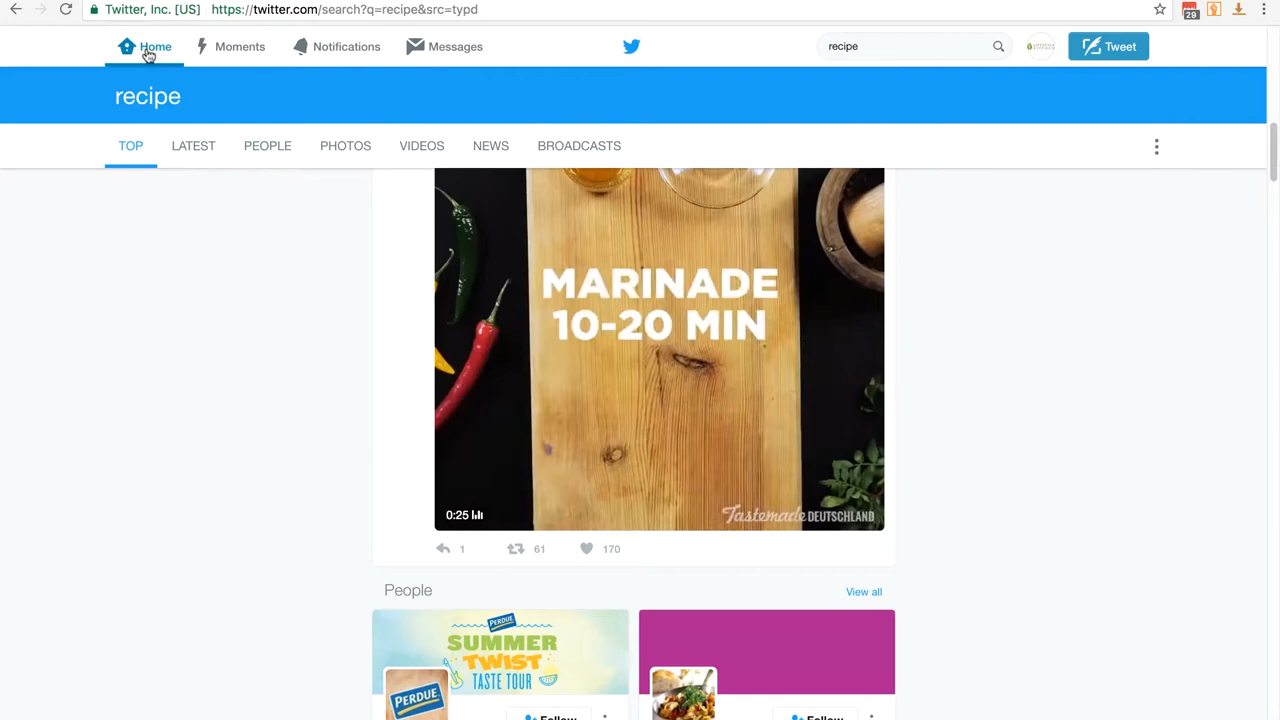 Twitter, Inc. [US] https://twitter.com/search?q=recipe&src=typd
29
Home Moments Notifications Messages recipe Tweet
recipe
TOP LATEST PEOPLE PHOTOS VIDEOS NEWS BROADCASTS
MARINADE
10-20 MIN
0:25
Tastemade DEUTSCHLAND
1 61 170
People View all
PERDUE
SUMMER
TWIST
TASTE TOUR
PERDUE
Follow Follow